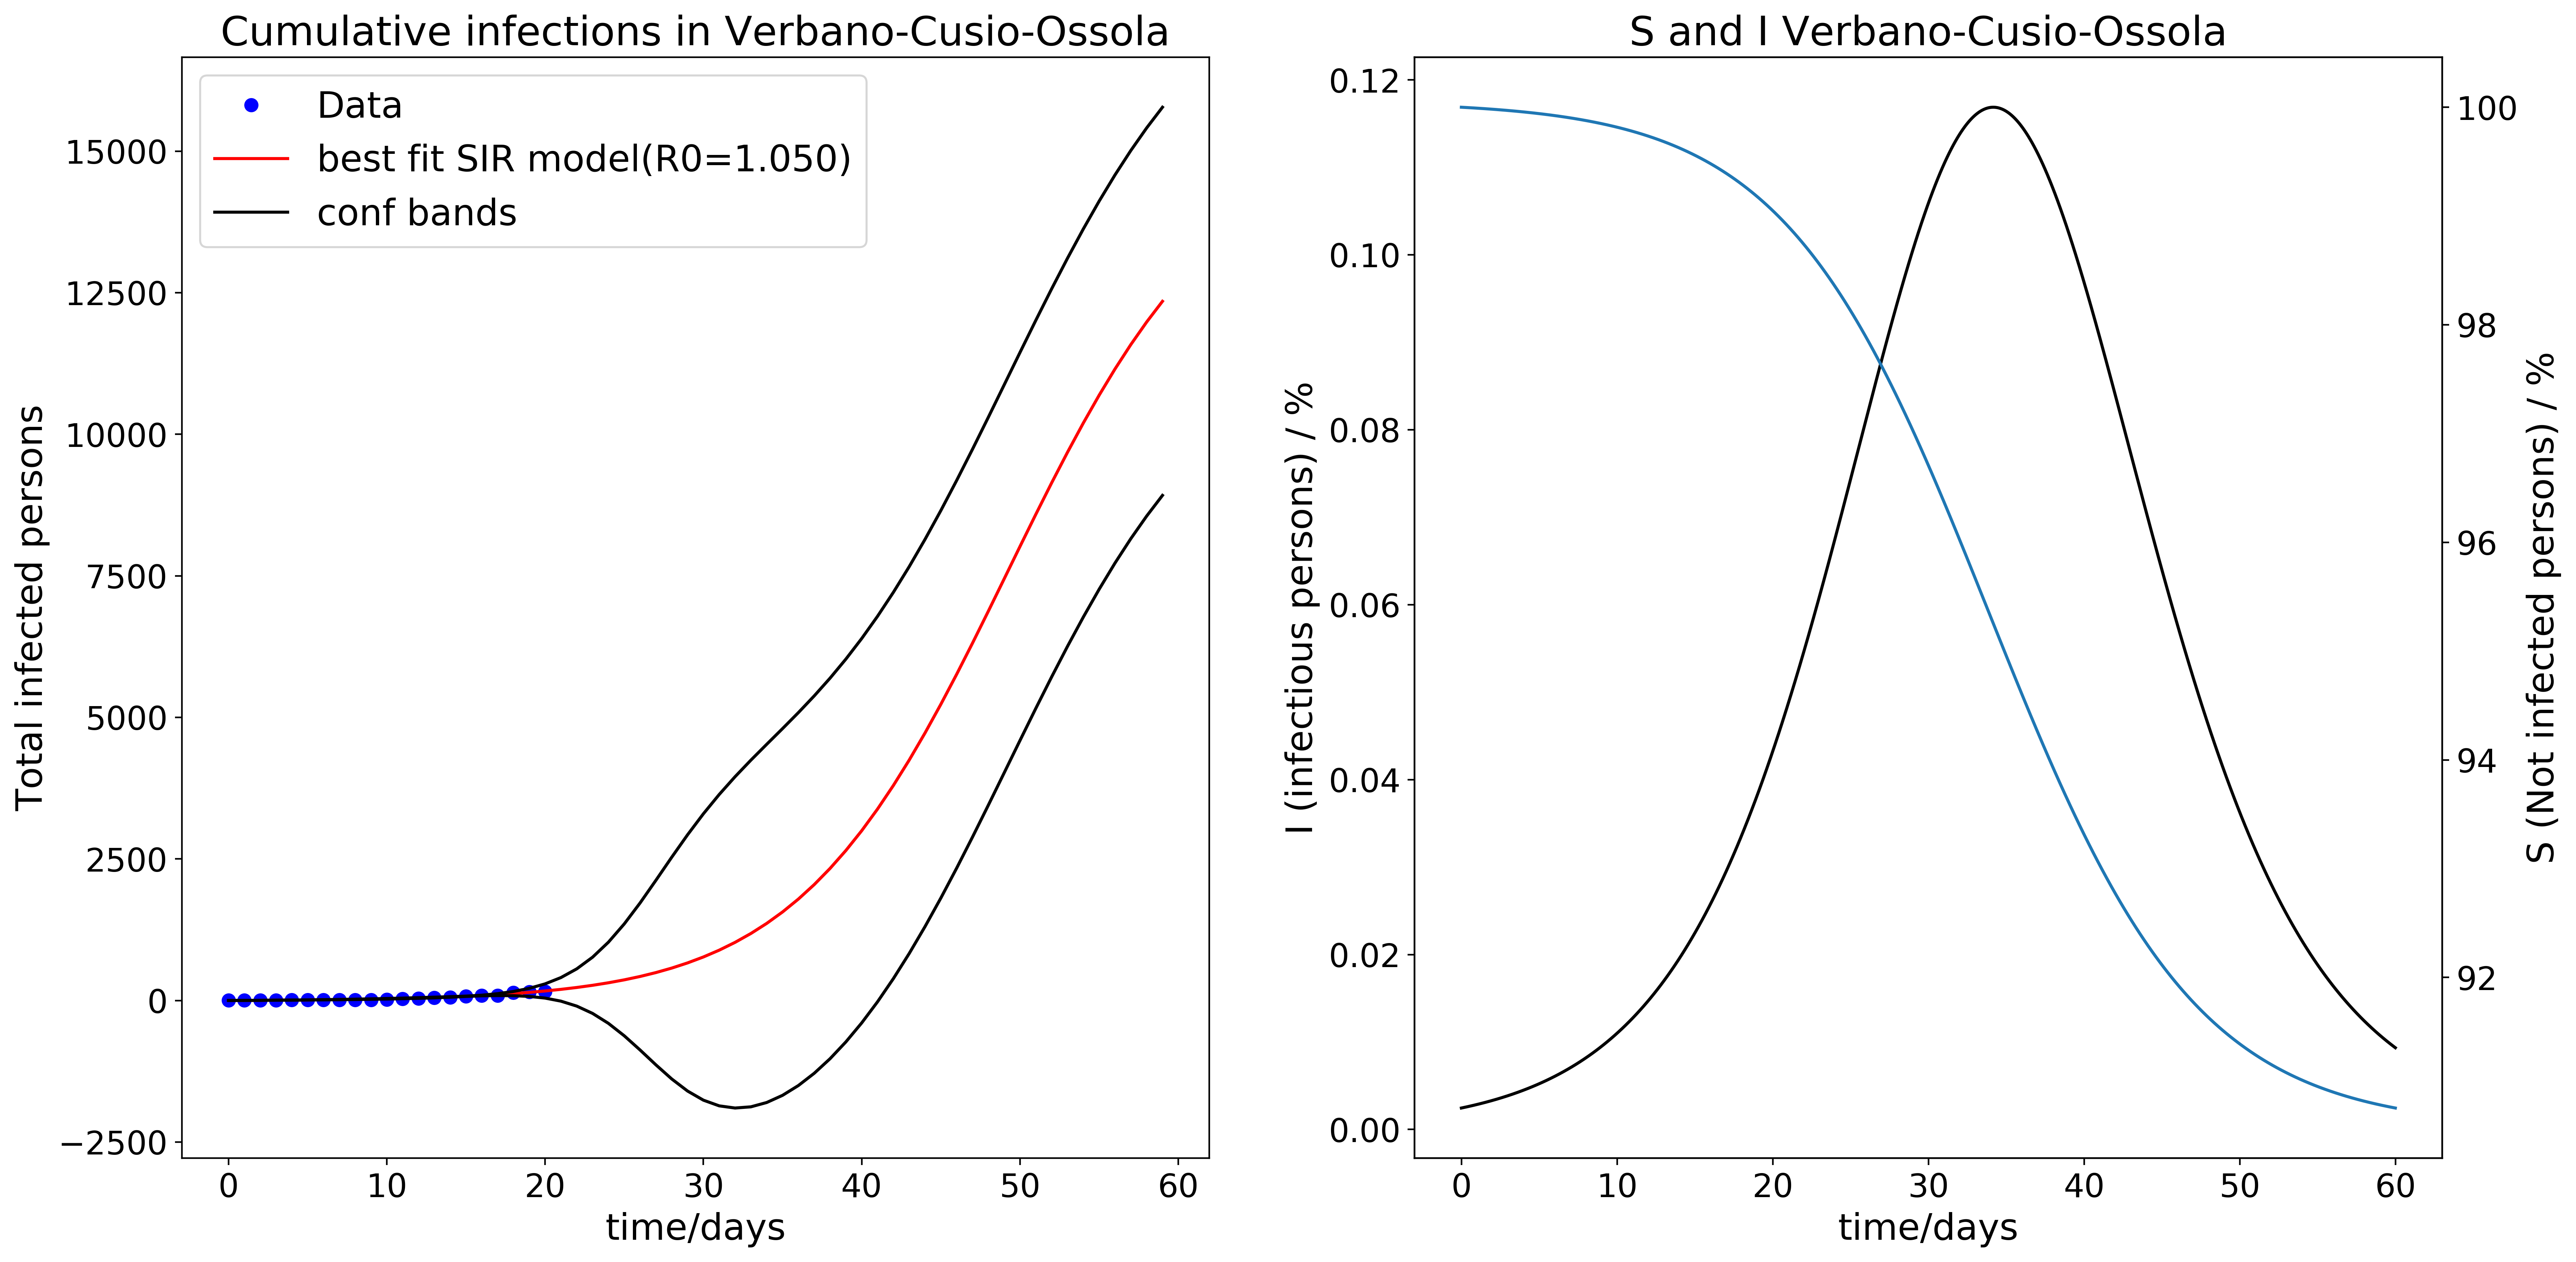 Cumulative infections in Verbano-Cusio-Ossola
Data
best fit SIR model(R0=1.050)
conf bands
Total infected persons
15000
12500
10000
7500
5000
2500
0
−2500
0 10 20 30 40 50 60
time/days
S and I Verbano-Cusio-Ossola
I (infectious persons) / %
0.12
0.10
0.08
0.06
0.04
0.02
0.00
0 10 20 30 40 50 60
time/days
100
98
96
94
92
S (Not infected persons) / %